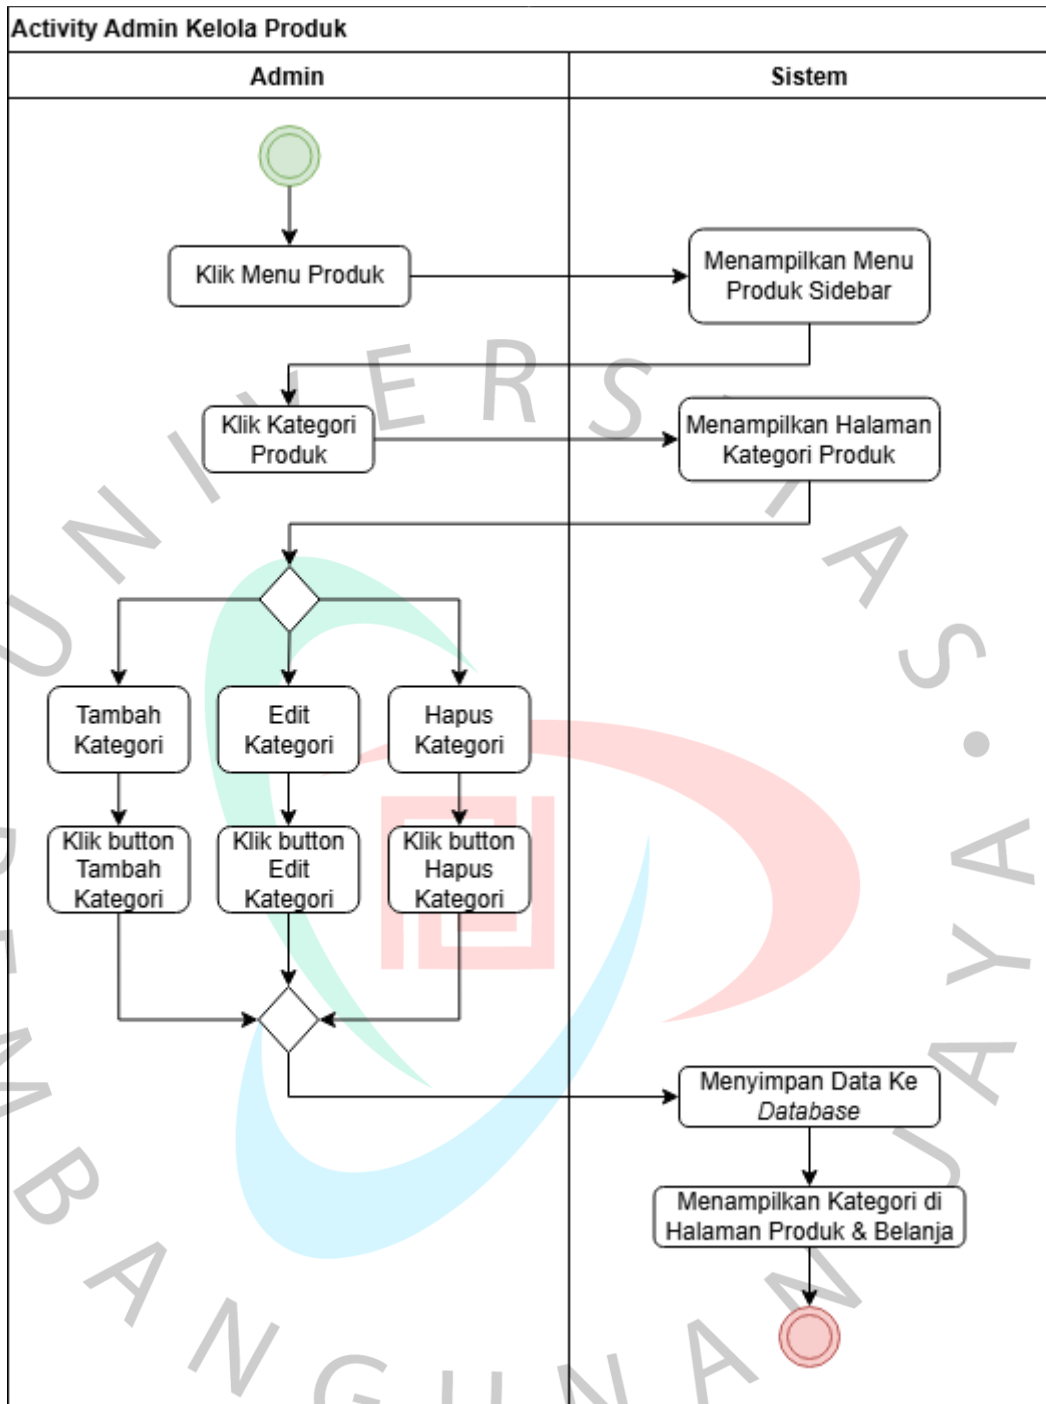 Activity Admin Kelola Produk
Admin
Sistem
Klik Menu Produk
Menampilkan Menu
Produk Sidebar
Klik Kategori
Produk
Menampilkan Halaman
Kategori Produk
Tambah
Kategori
Edit
Kategori
Hapus
Kategori
Klik button
Tambah
Kategori
Klik button
Edit
Kategori
Klik button
Hapus
Kategori
Menyimpan Data Ke
Database
Menampilkan Kategori di
Halaman Produk & Belanja
UNIVERSITAS • PEMBANGUNAN JAYA